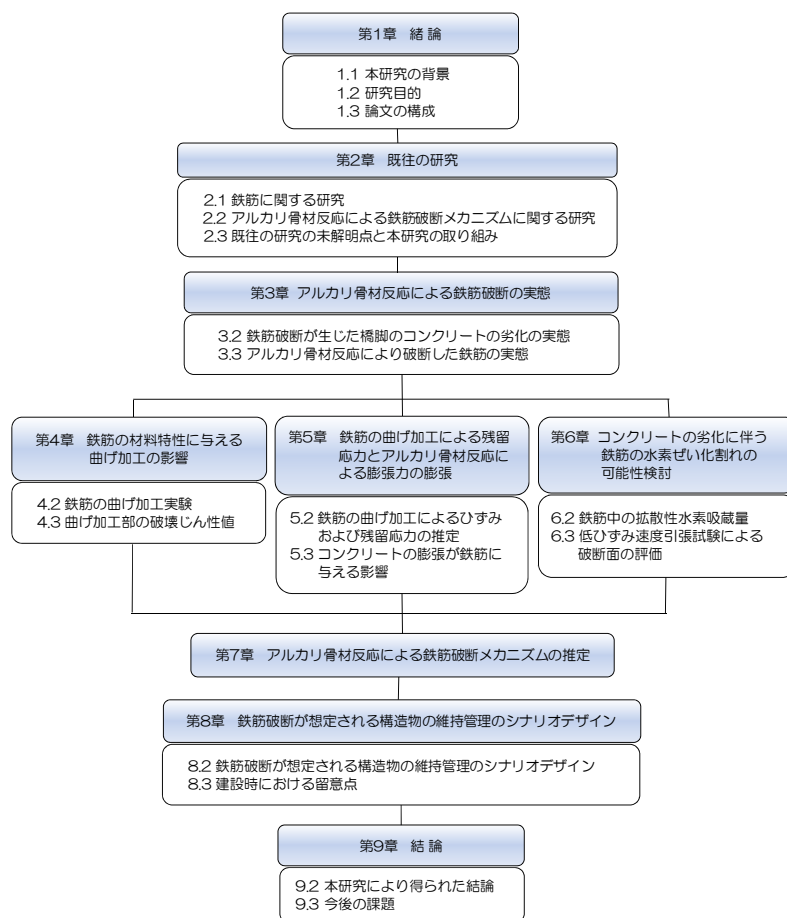 第1章 緒 論
1.1 本研究の背景
1.2 研究目的
1.3 論文の構成
第2章 既往の研究
2.1 鉄筋に関する研究
2.2 アルカリ骨材反応による鉄筋破断メカニズムに関する研究
2.3 既往の研究の未解明点と本研究の取り組み
第3章 アルカリ骨材反応による鉄筋破断の実態
3.2 鉄筋破断が生じた橋脚のコンクリートの劣化の実態
3.3 アルカリ骨材反応により破断した鉄筋の実態
第4章 鉄筋の材料特性に与える
曲げ加工の影響
4.2 鉄筋の曲げ加工実験
4.3 曲げ加工部の破壊じん性値
第5章 鉄筋の曲げ加工による残留
応力とアルカリ骨材反応に
よる膨張力の膨張
5.2 鉄筋の曲げ加工によるひずみ
および残留応力の推定
5.3 コンクリートの膨張が鉄筋に
与える影響
第6章 コンクリートの劣化に伴う
鉄筋の水素ぜい化割れの
可能性検討
6.2 鉄筋中の拡散性水素吸蔵量
6.3 低ひずみ速度引張試験による
破断面の評価
第7章 アルカリ骨材反応による鉄筋破断メカニズムの推定
第8章 鉄筋破断が想定される構造物の維持管理のシナリオデザイン
8.2 鉄筋破断が想定される構造物の維持管理のシナリオデザイン
8.3 建設時における留意点
第9章 結 論
9.2 本研究により得られた結論
9.3 今後の課題